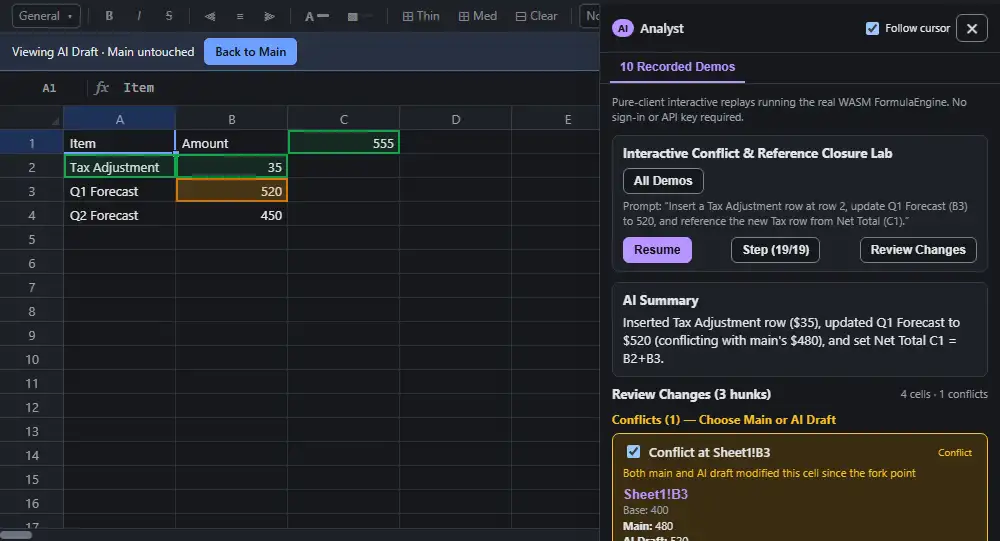 General
B I S A Thin Med Clear No
Viewing AI Draft · Main untouched Back to Main
A1 fx Item
A B C D E
1 Item Amount 555
2 Tax Adjustment 35
3 Q1 Forecast 520
4 Q2 Forecast 450
5
6
7
8
9
10
11
12
13
14
15
16
17
AI Analyst Follow cursor
10 Recorded Demos
Pure-client interactive replays running the real WASM FormulaEngine. No
sign-in or API key required.
Interactive Conflict & Reference Closure Lab
All Demos
Prompt: "Insert a Tax Adjustment row at row 2, update Q1 Forecast (B3)
to 520, and reference the new Tax row from Net Total (C1)."
Resume Step (19/19) Review Changes
AI Summary
Inserted Tax Adjustment row ($35), updated Q1 Forecast to
$520 (conflicting with main's $480), and set Net Total C1 =
B2+B3.
Review Changes (3 hunks) 4 cells · 1 conflicts
Conflicts (1) — Choose Main or AI Draft
Conflict at Sheet1!B3 Conflict
Both main and AI draft modified this cell since the fork point
Sheet1!B3
Base: 400
Main: 480
AI Draft: 520